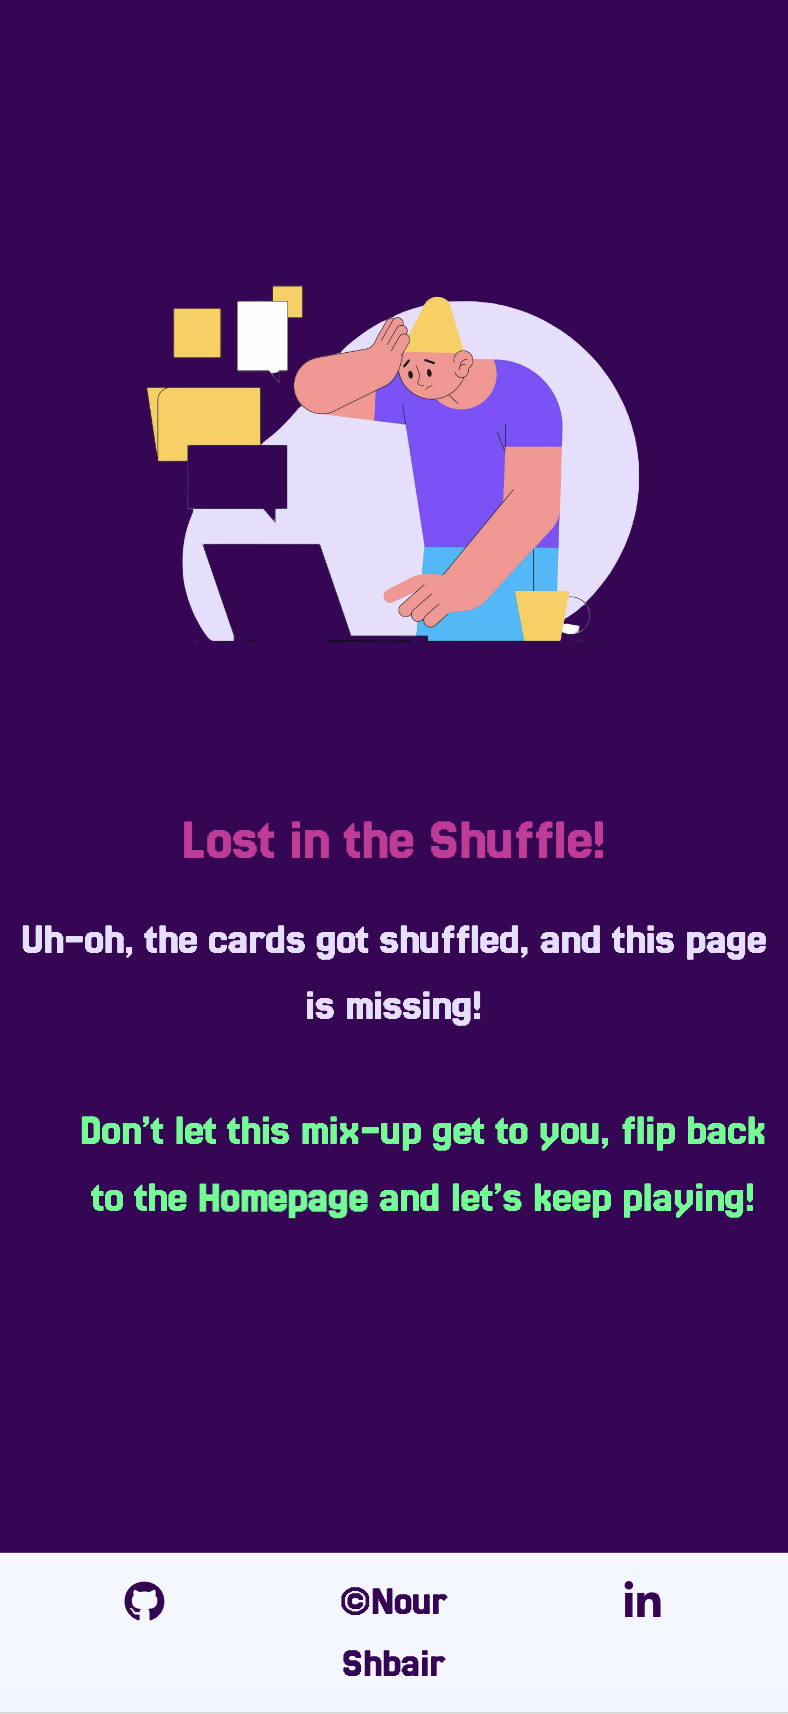 Lost in the Shuffle!
Uh-oh, the cards got shuffled, and this page
is missing!
Don't let this mix-up get to you, flip back
to the Homepage and let's keep playing!
©Nour
Shbair